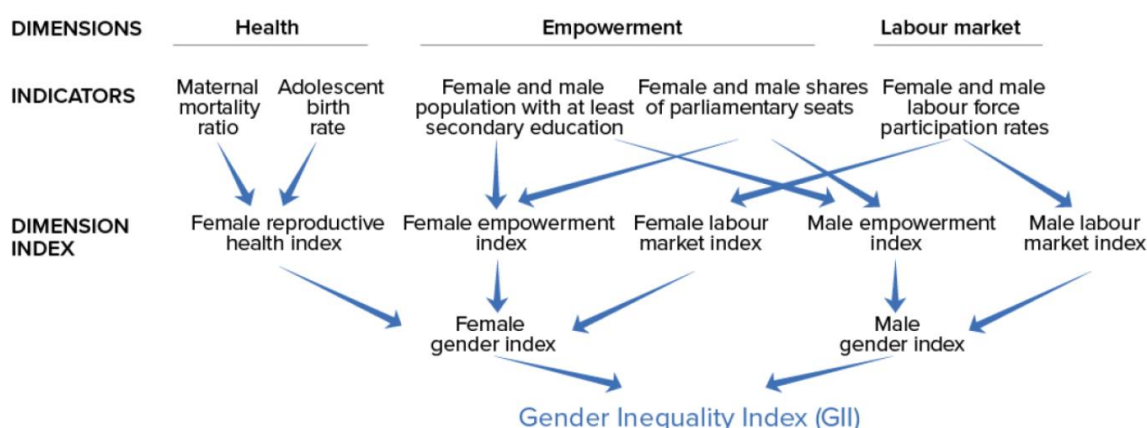 DIMENSIONS
Health
Empowerment
Labour market
INDICATORS
Maternal
mortality
ratio
Adolescent
birth
rate
Female and male
population with at least
secondary education
Female and male shares
of parliamentary seats
Female and male
labour force
participation rates
DIMENSION
INDEX
Female reproductive
health index
Female empowerment
index
Female labour
market index
Male empowerment
index
Male labour
market index
Female
gender index
Male
gender index
Gender Inequality Index (GII)